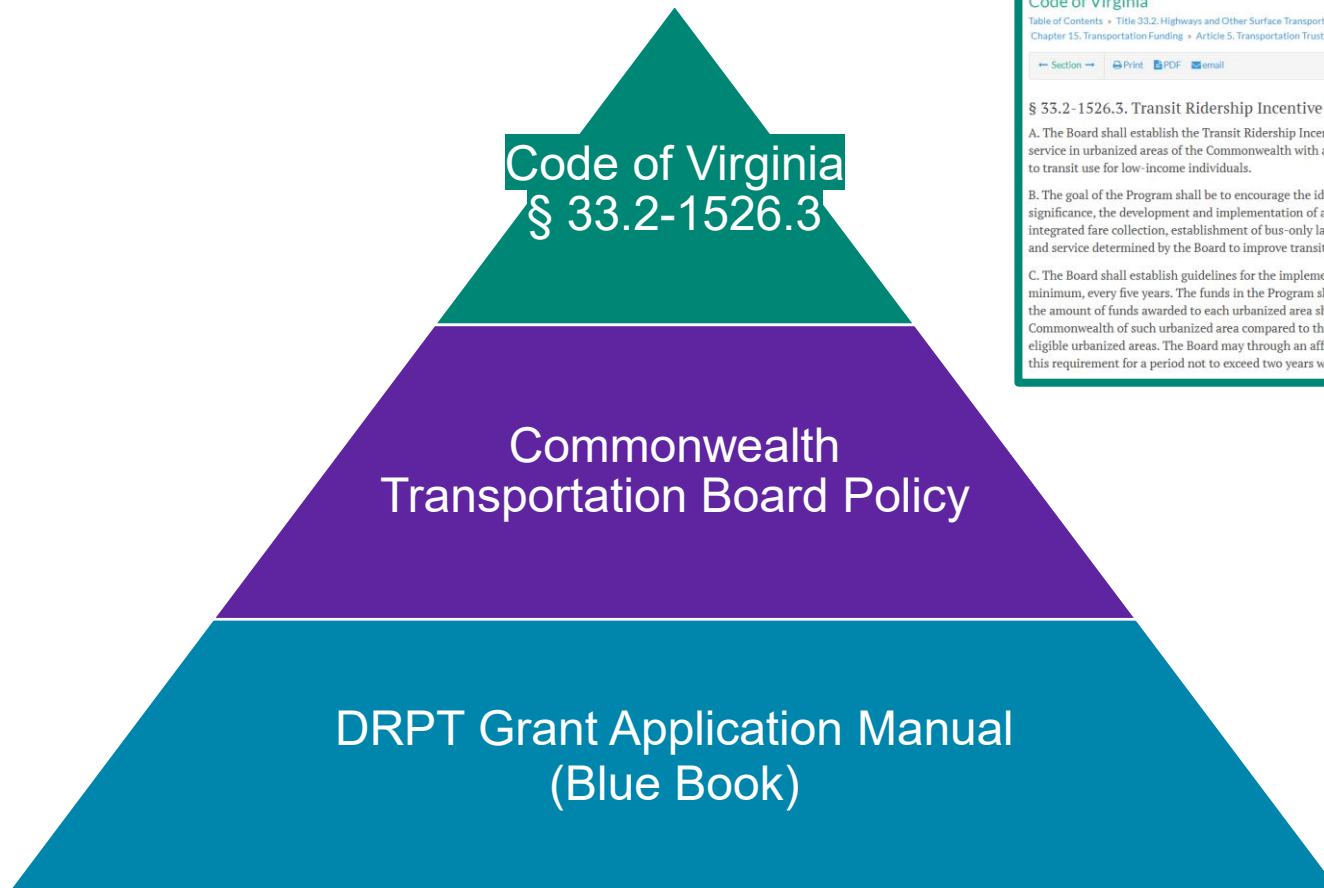 Code of Virginia
§ 33.2-1526.3
Commonwealth
Transportation Board Policy
DRPT Grant Application Manual
(Blue Book)
Code of Virginia
Table of Contents » Title 33.2. Highways and Other Surface Transport
Chapter 15. Transportation Funding » Article 5. Transportation Trust
← Section → Print PDF email
§ 33.2-1526.3. Transit Ridership Incentive
A. The Board shall establish the Transit Ridership Incen
service in urbanized areas of the Commonwealth with a
to transit use for low-income individuals.
B. The goal of the Program shall be to encourage the id
significance, the development and implementation of a
integrated fare collection, establishment of bus-only la
and service determined by the Board to improve transit
C. The Board shall establish guidelines for the impleme
minimum, every five years. The funds in the Program sh
the amount of funds awarded to each urbanized area sh
Commonwealth of such urbanized area compared to th
eligible urbanized areas. The Board may through an aff
this requirement for a period not to exceed two years w